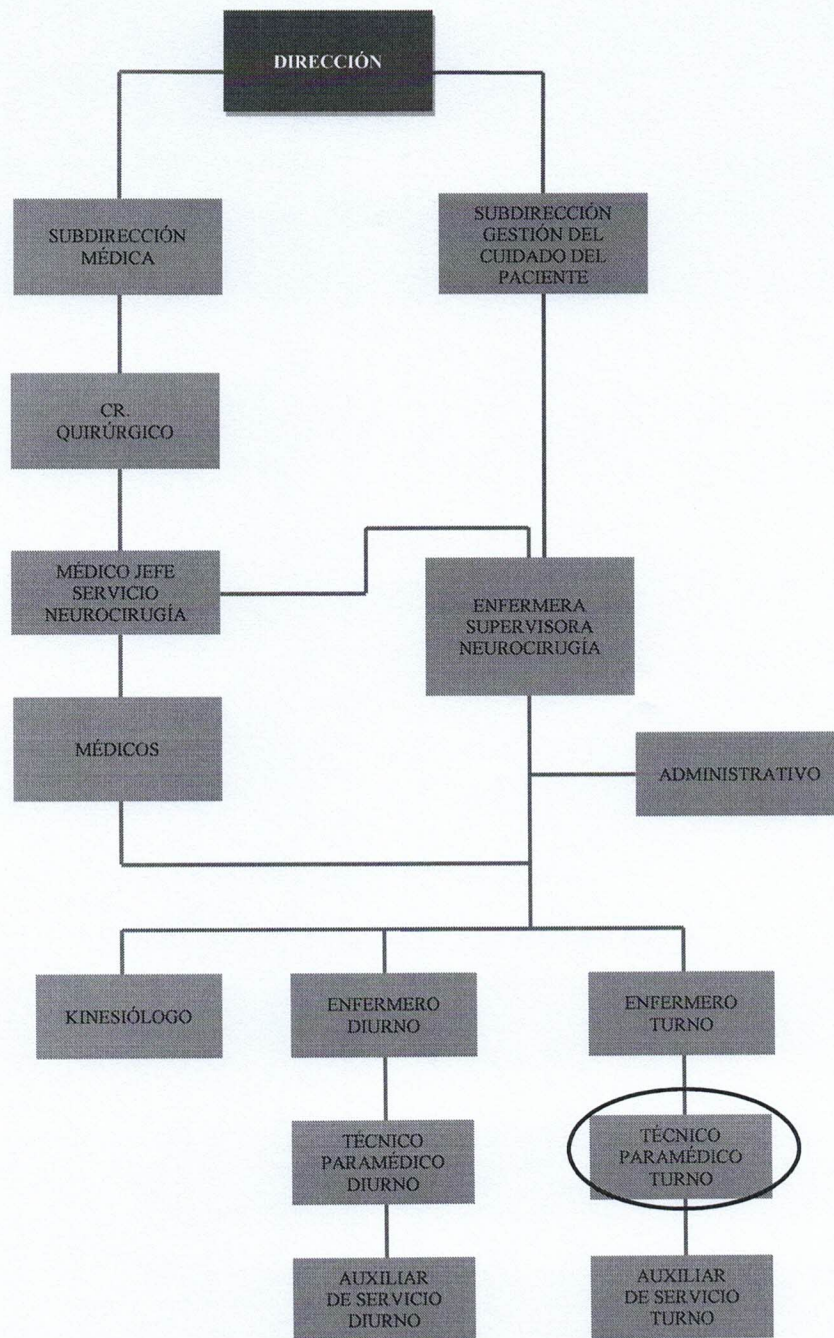 DIRECCIÓN
SUBDIRECCIÓN
MÉDICA
SUBDIRECCIÓN
GESTIÓN DEL
CUIDADO DEL
PACIENTE
CR.
QUIRÚRGICO
MÉDICO JEFE
SERVICIO
NEUROCIRUGÍA
ENFERMERA
SUPERVISORA
NEUROCIRUGÍA
MÉDICOS
ADMINISTRATIVO
KINESIÓLOGO
ENFERMERO
DIURNO
ENFERMERO
TURNO
TÉCNICO
PARAMÉDICO
DIURNO
TÉCNICO
PARAMÉDICO
TURNO
AUXILIAR
DE SERVICIO
DIURNO
AUXILIAR
DE SERVICIO
TURNO